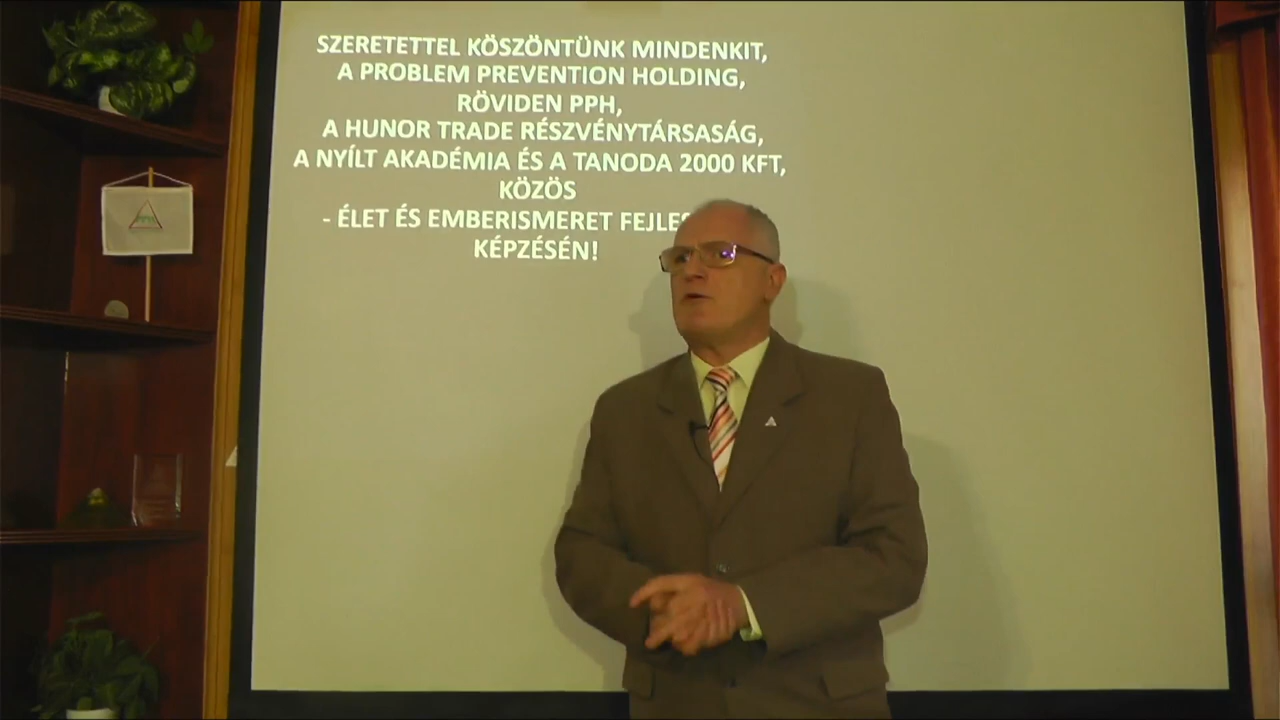 SZERETETTEL KÖSZÖNTÜNK MINDENKIT,
A PROBLEM PREVENTION HOLDING,
RÖVIDEN PPH,
A HUNOR TRADE RÉSZVÉNYTÁRSASÁG,
A NYÍLT AKADÉMIA ÉS A TANODA 2000 KFT,
KÖZÖS
- ÉLET ÉS EMBERISMERET
KÉPZÉSÉN!